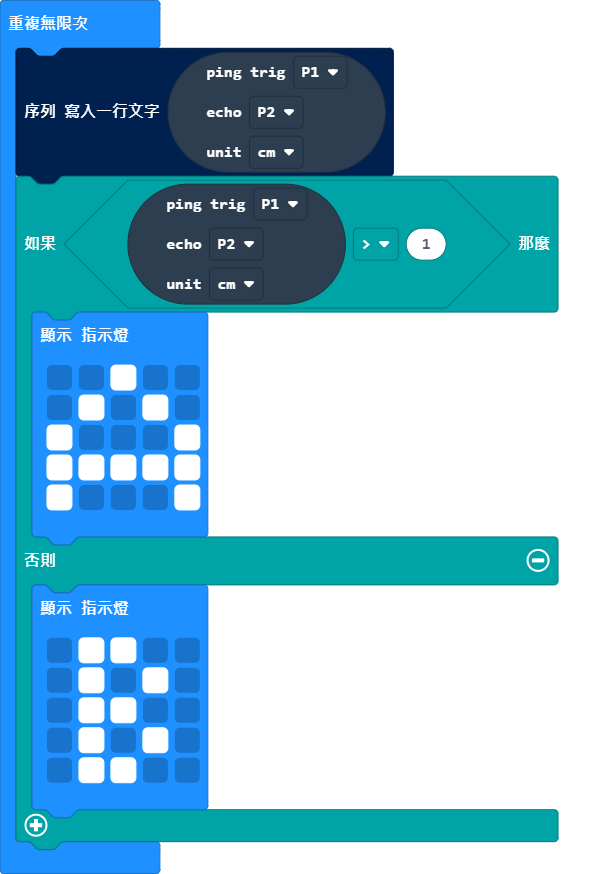 重複無限次
序列 寫入一行文字
ping trig P1
echo P2
unit cm
如果
ping trig P1
echo P2
unit cm
> 1
那麼
顯示 指示燈
否則
顯示 指示燈